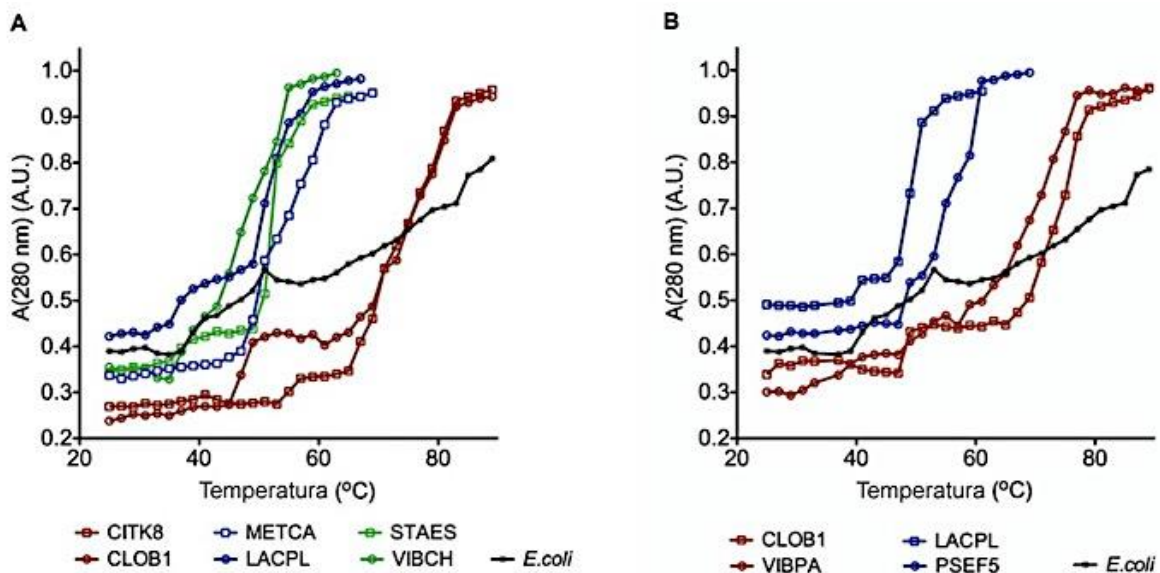 A
B
A(280 nm) (A.U.)
1.0
0.9
0.8
0.7
0.6
0.5
0.4
0.3
0.2
20
40
60
80
Temperatura (ºC)
CITK8
METCA
STAES
CLOB1
LACPL
VIBCH
E.coli
A(280 nm) (A.U.)
1.0
0.9
0.8
0.7
0.6
0.5
0.4
0.3
0.2
20
40
60
80
Temperatura (ºC)
CLOB1
LACPL
VIBPA
PSEF5
E.coli